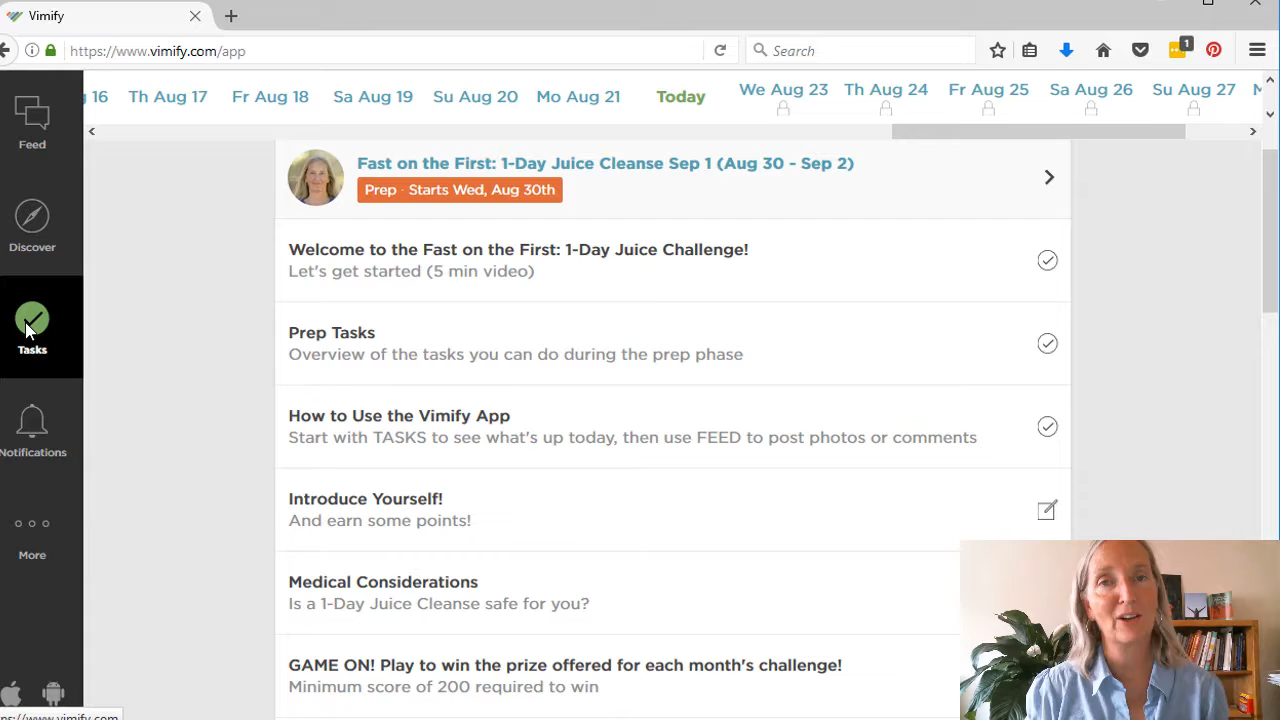 Vimify
https://www.vimify.com/app
Search
1
16 Th Aug 17 Fr Aug 18 Sa Aug 19 Su Aug 20 Mo Aug 21 Today We Aug 23 Th Aug 24 Fr Aug 25 Sa Aug 26 Su Aug 27
Feed
Discover
Tasks
Notifications
More
Fast on the First: 1-Day Juice Cleanse Sep 1 (Aug 30 - Sep 2)
Prep · Starts Wed, Aug 30th
Welcome to the Fast on the First: 1-Day Juice Challenge!
Let's get started (5 min video)
Prep Tasks
Overview of the tasks you can do during the prep phase
How to Use the Vimify App
Start with TASKS to see what's up today, then use FEED to post photos or comments
Introduce Yourself!
And earn some points!
Medical Considerations
Is a 1-Day Juice Cleanse safe for you?
GAME ON! Play to win the prize offered for each month's challenge!
Minimum score of 200 required to win